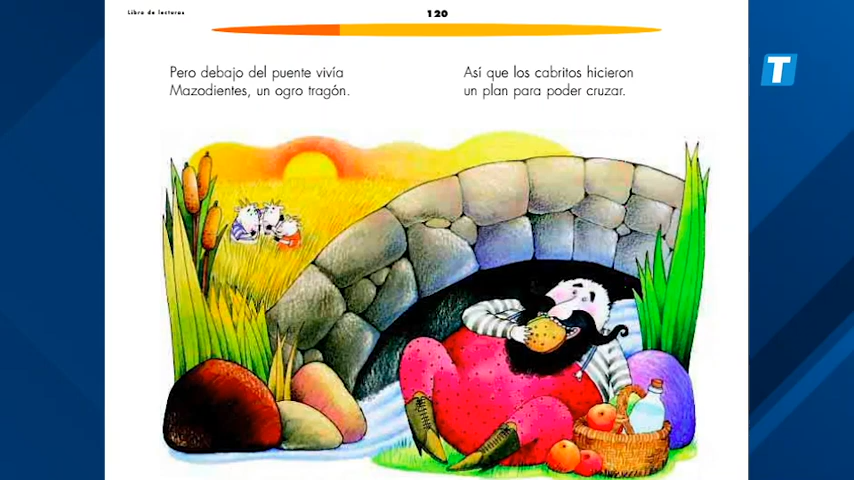 Libro de lecturas
120
Pero debajo del puente vivía
Mazodientes, un ogro tragón.
Así que los cabritos hicieron
un plan para poder cruzar.
T